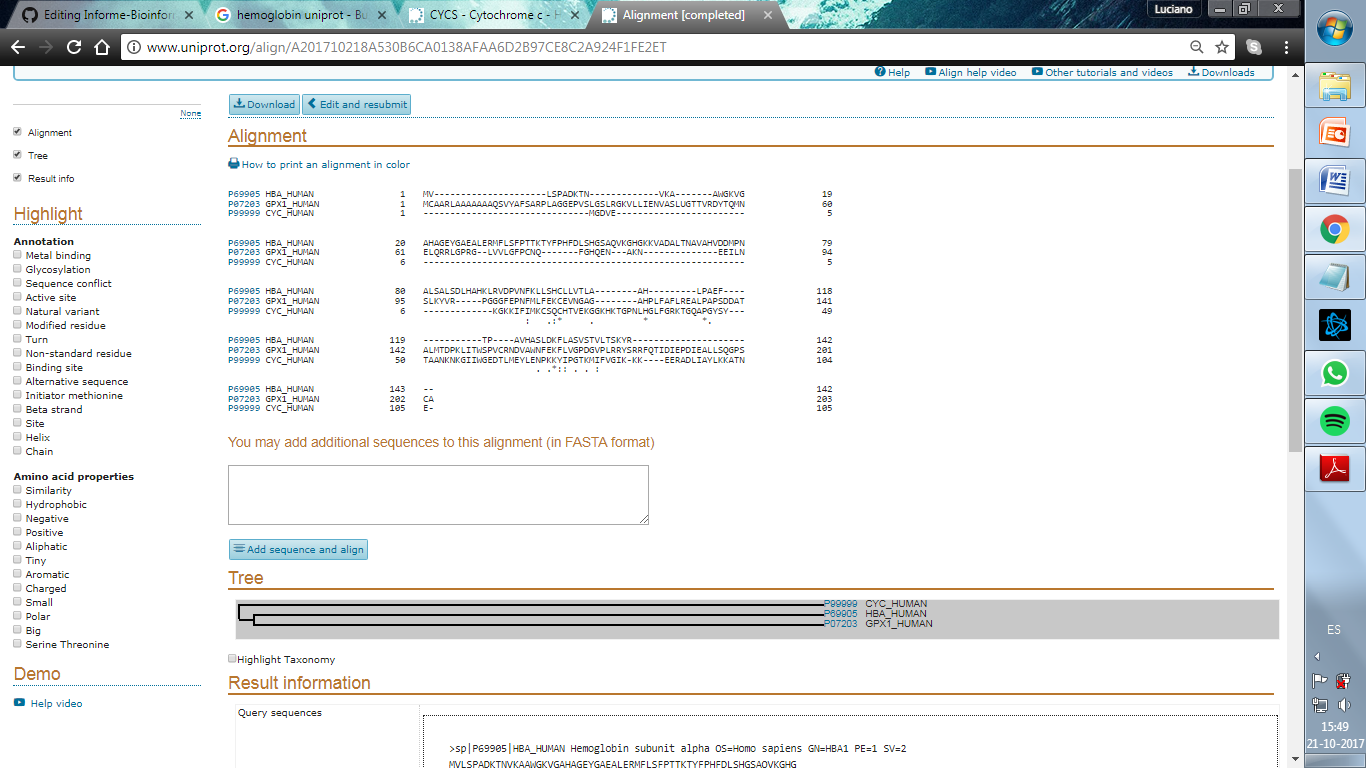 Editing Informe-Bioinfor
hemoglobin uniprot - Bu
CYCS - Cytochrome c - H
Alignment [completed]
Luciano
www.uniprot.org/align/A201710218A530B6CA0138AFAA6D2B97CE8C2A924F1FE2ET
Help Align help video Other tutorials and videos Downloads
None
Alignment
Tree
Result info
Highlight
Annotation
Metal binding
Glycosylation
Sequence conflict
Active site
Natural variant
Modified residue
Turn
Non-standard residue
Binding site
Alternative sequence
Initiator methionine
Beta strand
Site
Helix
Chain
Amino acid properties
Similarity
Hydrophobic
Negative
Positive
Aliphatic
Tiny
Aromatic
Charged
Small
Polar
Big
Serine Threonine
Demo
Help video
Download Edit and resubmit
Alignment
How to print an alignment in color
P69905 HBA_HUMAN 1 MV---------------------LSPADKTN-------------VKA-------AWGKVG 19
P07203 GPX1_HUMAN 1 MCAARLAAAAAAAQSVYAFSARPLAGGEPVSLGSLRGKVLLIENVASLUGTTVRDYTQMN 60
P99999 CYC_HUMAN 1 -------------------------------MGDVE------------------------ 5
P69905 HBA_HUMAN 20 AHAGEYGAEALERMFLSFPTTKTYFPHFDLSHGSAQVKGHGKKVADALTNAVAHVDDMPN 79
P07203 GPX1_HUMAN 61 ELQRRLGPRG--LVVLGFPCNQ-------FGHQEN---AKN--------------EEILN 94
P99999 CYC_HUMAN 6 ------------------------------------------------------------ 5
P69905 HBA_HUMAN 80 ALSALSDLHAHKLRVDPVNFKLLSHCLLVTLA--------AH---------LPAEF---- 118
P07203 GPX1_HUMAN 95 SLKYVR-----PGGGFEPNFMLFEKCEVNGAG--------AHPLFAFLREALPAPSDDAT 141
P99999 CYC_HUMAN 6 -------------KGKKIFIMKCSQCHTVEKGGKHKTGPNLHGLFGRKTGQAPGYSY--- 49
: .:* . * *.
P69905 HBA_HUMAN 119 -----------TP----AVHASLDKFLASVSTVLTSKYR--------------------- 142
P07203 GPX1_HUMAN 142 ALMTDPKLITWSPVCRNDVAWNFEKFLVGPDGVPLRRYSRRFQTIDIEPDIEALLSQGPS 201
P99999 CYC_HUMAN 50 TAANKNKGIIWGEDTLMEYLENPKKYIPGTKMIFVGIK-KK----EERADLIAYLKKATN 104
. .*:: . . :
P69905 HBA_HUMAN 143 -- 142
P07203 GPX1_HUMAN 202 CA 203
P99999 CYC_HUMAN 105 E- 105
You may add additional sequences to this alignment (in FASTA format)
Add sequence and align
Tree
P99999 CYC_HUMAN
P69905 HBA_HUMAN
P07203 GPX1_HUMAN
Highlight Taxonomy
Result information
Query sequences
>sp|P69905|HBA_HUMAN Hemoglobin subunit alpha OS=Homo sapiens GN=HBA1 PE=1 SV=2
MVLSPADKTNVKAAWGKVGAHAGEYGAEALERMFLSFPTTKTYFPHFDLSHGSAQVKGHG
ES
15:49
21-10-2017